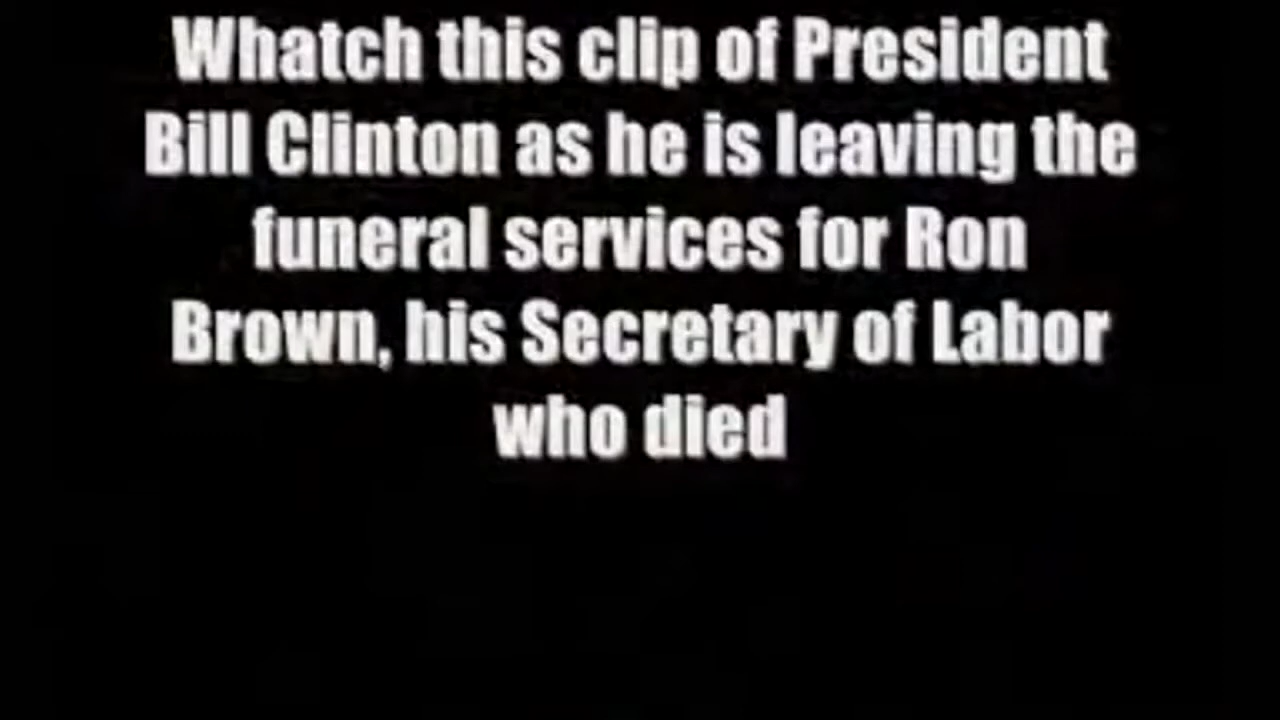 Whatch this clip of President
Bill Clinton as he is leaving the
funeral services for Ron
Brown, his Secretary of Labor
who died